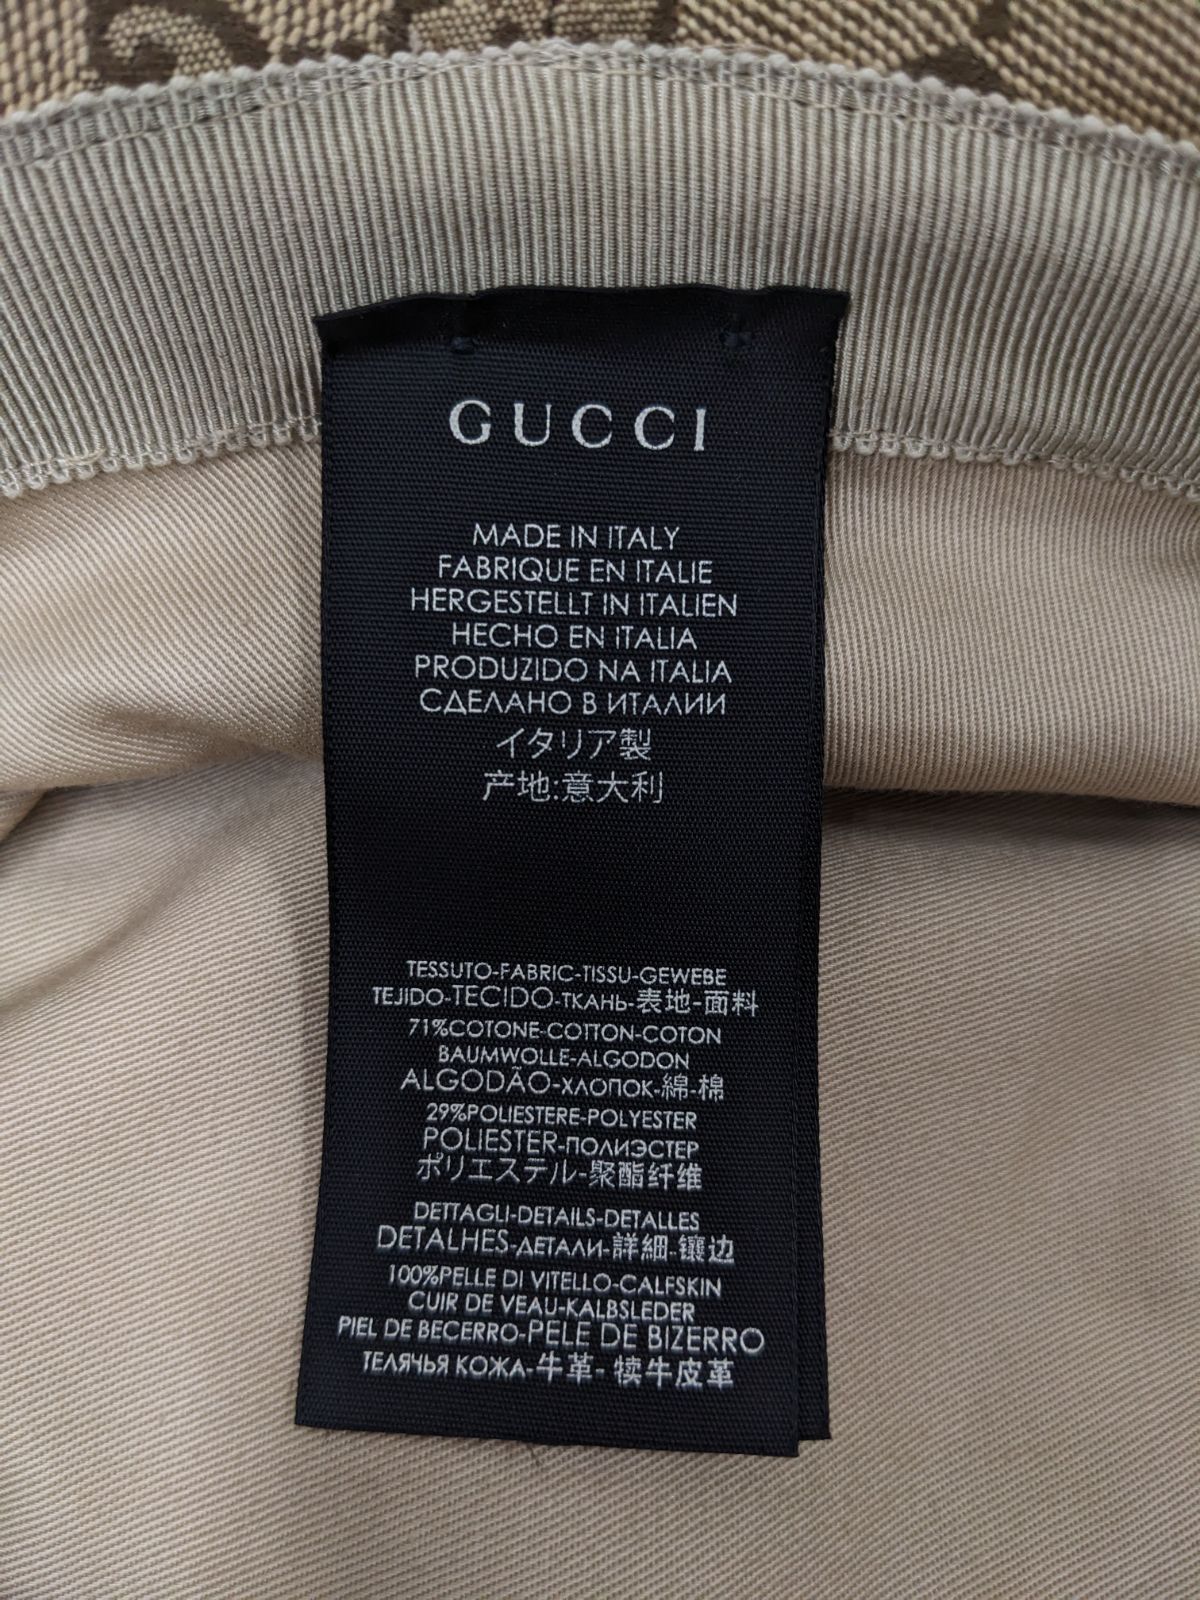 GUCCI
MADE IN ITALY
FABRIQUE EN ITALIE
HERGESTELLT IN ITALIEN
HECHO EN ITALIA
PRODUZIDO NA ITALIA
СДЕЛАНО В ИТАЛИИ
イタリア製
产地:意大利
TESSUTO-FABRIC-TISSU-GEWEBE
TEJIDO-TECIDO-ТКАНЬ-表地-面料
71%COTONE-COTTON-COTON
BAUMWOLLE-ALGODON
ALGODÃO-ХЛОПОК-綿-棉
29%POLIESTERE-POLYESTER
POLIESTER-ПОЛИЭСТЕР
ポリエステル-聚酯纤维
DETTAGLI-DETAILS-DETALLES
DETALHES-ДЕТАЛИ-詳細-镶边
100%PELLE DI VITELLO-CALFSKIN
CUIR DE VEAU-KALBSLEDER
PIEL DE BECERRO-PELE DE BIZERRO
ТЕЛЯЧЬЯ КОЖА-牛革-犊牛皮革